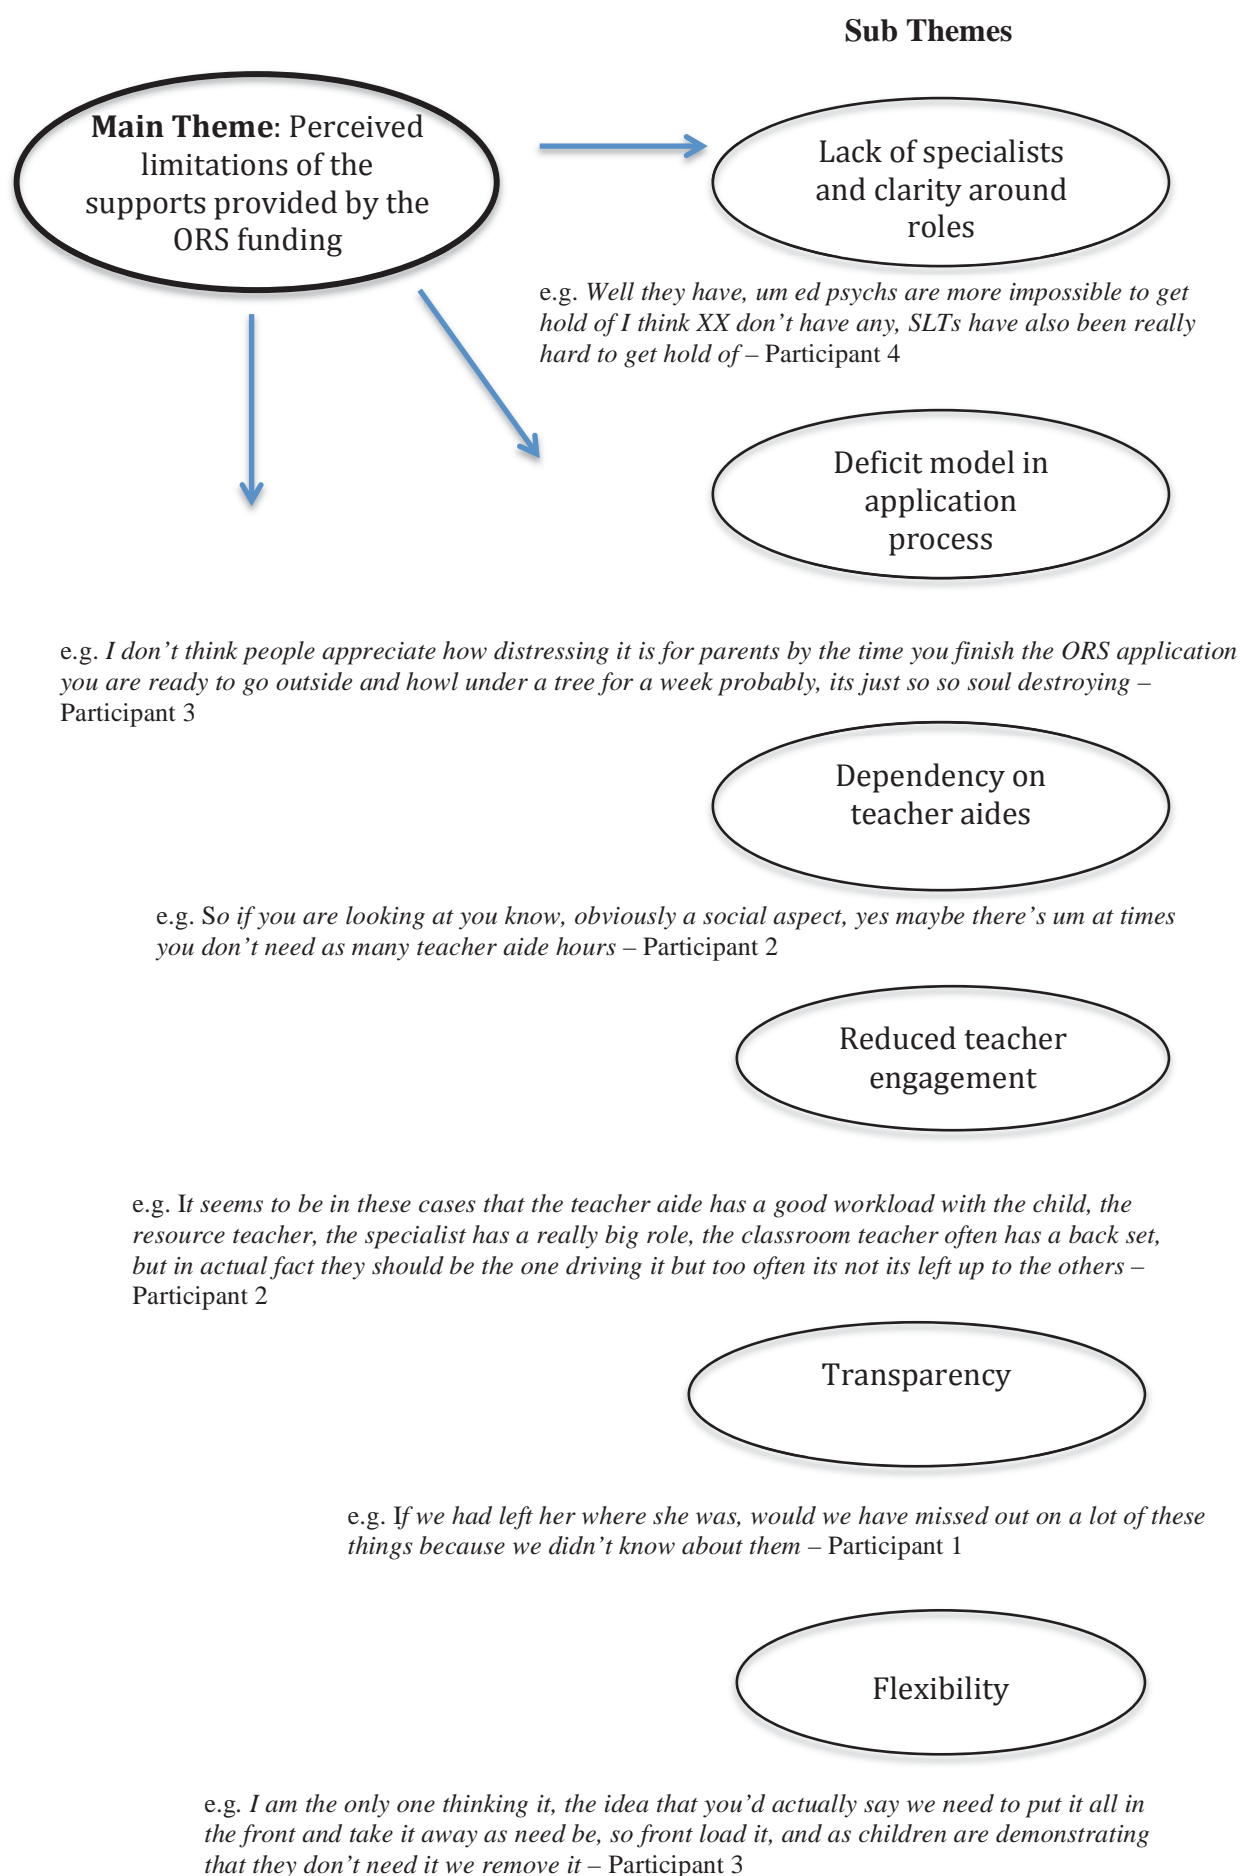 Sub Themes
Main Theme: Perceived
limitations of the
supports provided by the
ORS funding
Lack of specialists
and clarity around
roles
e.g. Well they have, um ed psychs are more impossible to get
hold of I think XX don’t have any, SLTs have also been really
hard to get hold of – Participant 4
Deficit model in
application
process
e.g. I don’t think people appreciate how distressing it is for parents by the time you finish the ORS application
you are ready to go outside and howl under a tree for a week probably, its just so so soul destroying –
Participant 3
Dependency on
teacher aides
e.g. So if you are looking at you know, obviously a social aspect, yes maybe there’s um at times
you don’t need as many teacher aide hours – Participant 2
Reduced teacher
engagement
e.g. It seems to be in these cases that the teacher aide has a good workload with the child, the
resource teacher, the specialist has a really big role, the classroom teacher often has a back set,
but in actual fact they should be the one driving it but too often its not its left up to the others –
Participant 2
Transparency
e.g. If we had left her where she was, would we have missed out on a lot of these
things because we didn’t know about them – Participant 1
Flexibility
e.g. I am the only one thinking it, the idea that you’d actually say we need to put it all in
the front and take it away as need be, so front load it, and as children are demonstrating
that they don’t need it we remove it – Participant 3